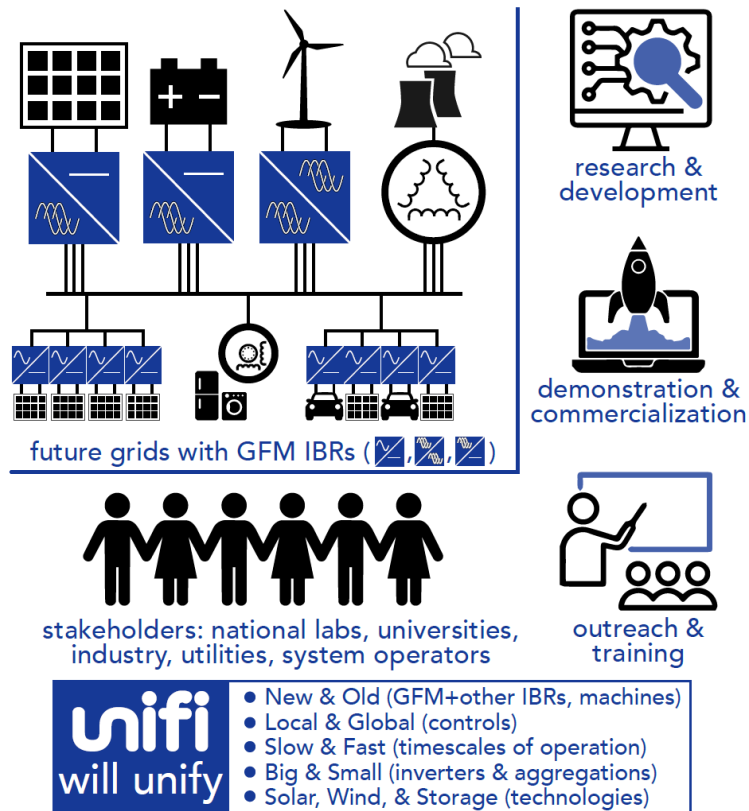 research &
development
demonstration &
commercialization
future grids with GFM IBRs ( , , )
stakeholders: national labs, universities,
industry, utilities, system operators
outreach &
training
unifi
will unify
• New & Old (GFM+other IBRs, machines)
• Local & Global (controls)
• Slow & Fast (timescales of operation)
• Big & Small (inverters & aggregations)
• Solar, Wind, & Storage (technologies)